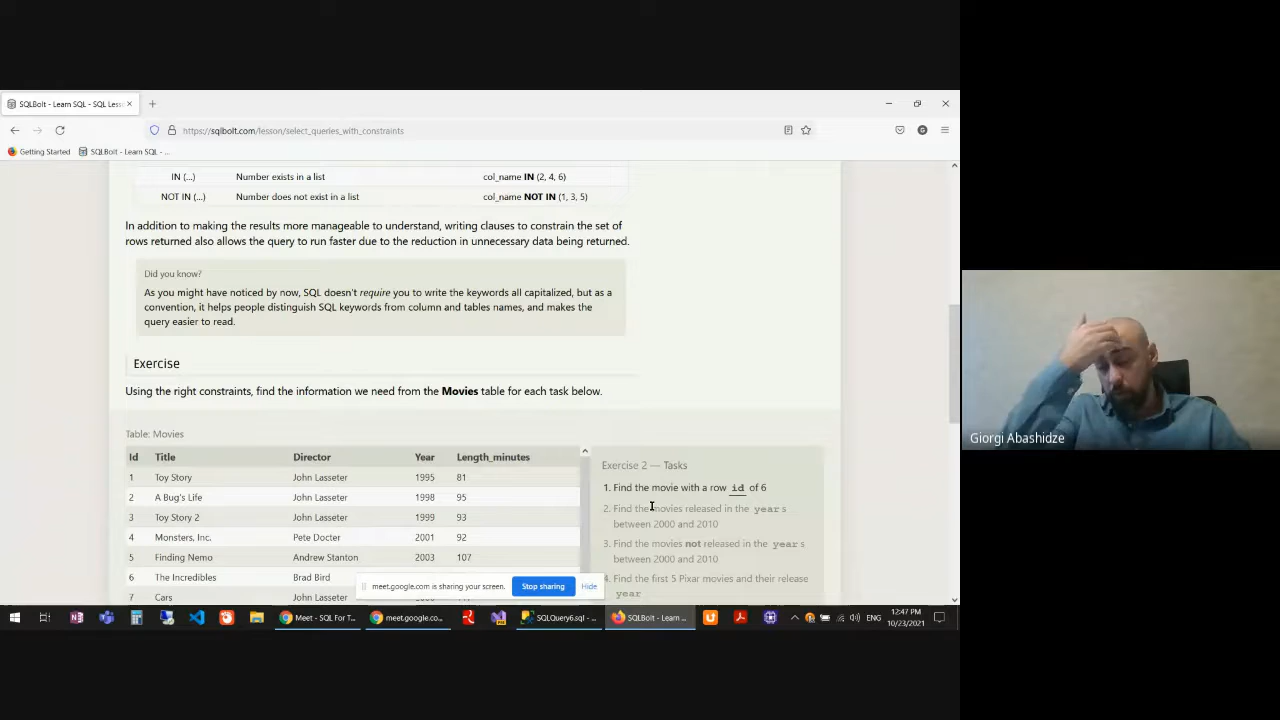 SQLBolt - Learn SQL - SQL Less
https://sqlbolt.com/lesson/select_queries_with_constraints
Getting Started
SQLBolt - Learn SQL - ...
IN (...) Number exists in a list col_name IN (2, 4, 6)
NOT IN (...) Number does not exist in a list col_name NOT IN (1, 3, 5)
In addition to making the results more manageable to understand, writing clauses to constrain the set of
rows returned also allows the query to run faster due to the reduction in unnecessary data being returned.
Did you know?
As you might have noticed by now, SQL doesn't require you to write the keywords all capitalized, but as a
convention, it helps people distinguish SQL keywords from column and tables names, and makes the
query easier to read.
Exercise
Using the right constraints, find the information we need from the Movies table for each task below.
Table: Movies
Id Title Director Year Length_minutes
1 Toy Story John Lasseter 1995 81
2 A Bug's Life John Lasseter 1998 95
3 Toy Story 2 John Lasseter 1999 93
4 Monsters, Inc. Pete Docter 2001 92
5 Finding Nemo Andrew Stanton 2003 107
6 The Incredibles Brad Bird
7 Cars John Lasseter
Exercise 2 — Tasks
1. Find the movie with a row id of 6
2. Find the movies released in the year s
between 2000 and 2010
3. Find the movies not released in the year s
between 2000 and 2010
4. Find the first 5 Pixar movies and their release
year
meet.google.com is sharing your screen. Stop sharing Hide
Giorgi Abashidze
Meet - SQL For T...
meet.google.co...
SQLQuery6.sql - ...
SQLBolt - Learn ...
ENG
12:47 PM
10/23/2021